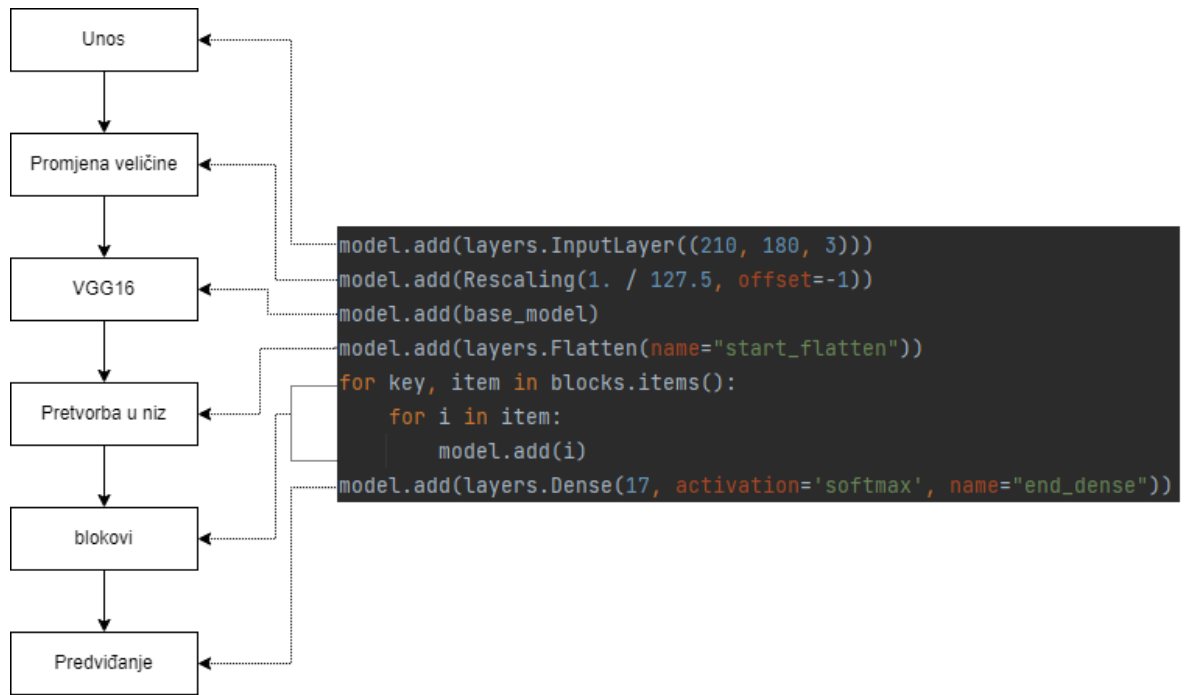 Unos
Promjena veličine
VGG16
Pretvorba u niz
blokovi
Predviđanje
model.add(layers.InputLayer((210, 180, 3)))
model.add(Rescaling(1. / 127.5, offset=-1))
model.add(base_model)
model.add(layers.Flatten(name="start_flatten"))
for key, item in blocks.items():
    for i in item:
        model.add(i)
model.add(layers.Dense(17, activation='softmax', name="end_dense"))